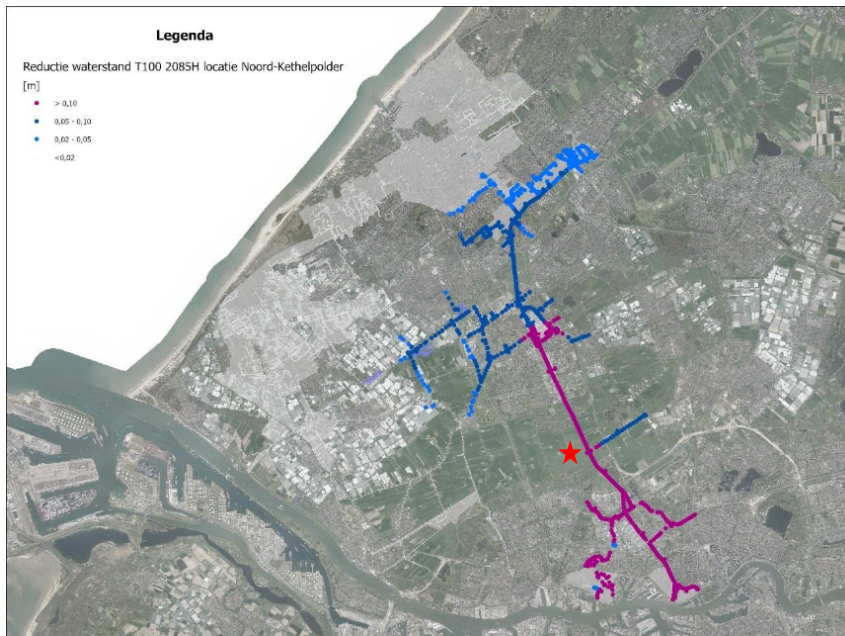 Legenda
Reductie waterstand T100 2085H locatie Noord-Kethelpolder
[m]
> 0,10
0,05 - 0,10
0,02 - 0,05
<0,02